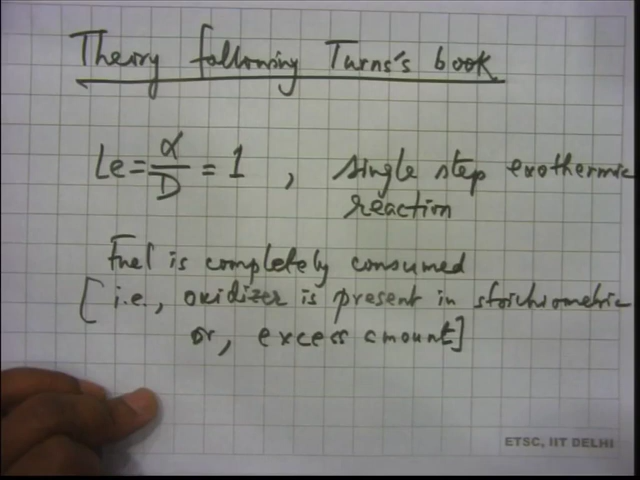 Theory following Turns's book
Le = α/D = 1 , single step exothermic
reaction
Fuel is completely consumed
[i.e., oxidizer is present in stoichiometric
or, excess amount]
ETSC, IIT DELHI